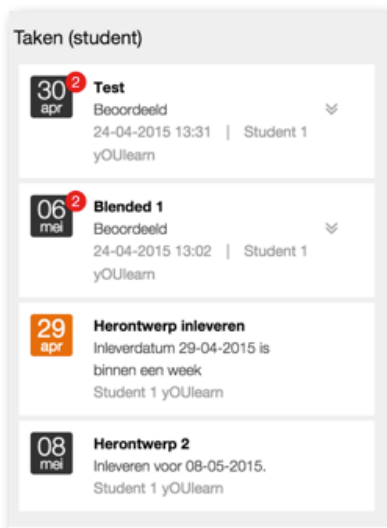 Taken (student)
30 apr 2
Test
Beoordeeld
24-04-2015 13:31 | Student 1
yOUlearn
06 mei 2
Blended 1
Beoordeeld
24-04-2015 13:02 | Student 1
yOUlearn
29 apr
Herontwerp inleveren
Inleverdatum 29-04-2015 is
binnen een week
Student 1 yOUlearn
08 mei
Herontwerp 2
Inleveren voor 08-05-2015.
Student 1 yOUlearn